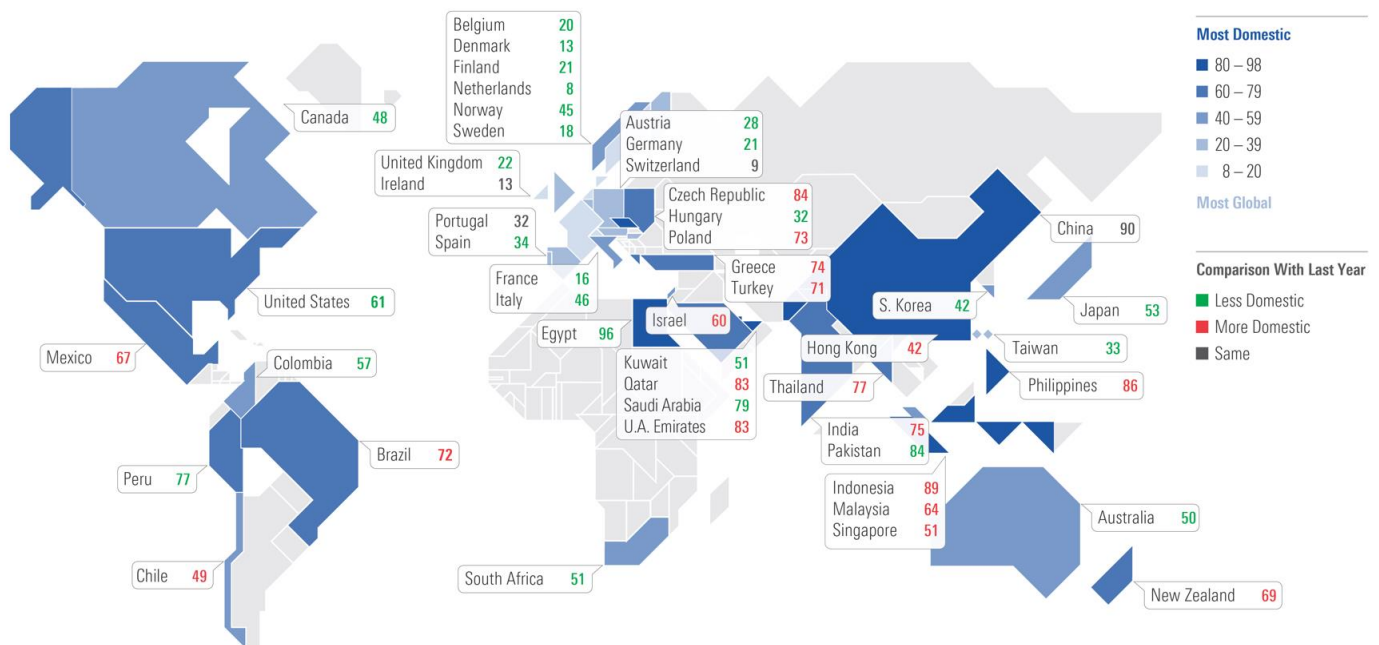 Belgium 20
Denmark 13
Finland 21
Netherlands 8
Norway 45
Sweden 18
Canada 48
Austria 28
Germany 21
Switzerland 9
United Kingdom 22
Ireland 13
Czech Republic 84
Hungary 32
Poland 73
Portugal 32
Spain 34
China 90
France 16
Italy 46
Greece 74
Turkey 71
United States 61
Egypt 96
Israel 60
S. Korea 42
Japan 53
Mexico 67
Colombia 57
Kuwait 51
Qatar 83
Saudi Arabia 79
U.A. Emirates 83
Hong Kong 42
Taiwan 33
Thailand 77
Philippines 86
India 75
Pakistan 84
Brazil 72
Peru 77
Indonesia 89
Malaysia 64
Singapore 51
Australia 50
Chile 49
South Africa 51
New Zealand 69
Most Domestic
80 – 98
60 – 79
40 – 59
20 – 39
8 – 20
Most Global
Comparison With Last Year
Less Domestic
More Domestic
Same